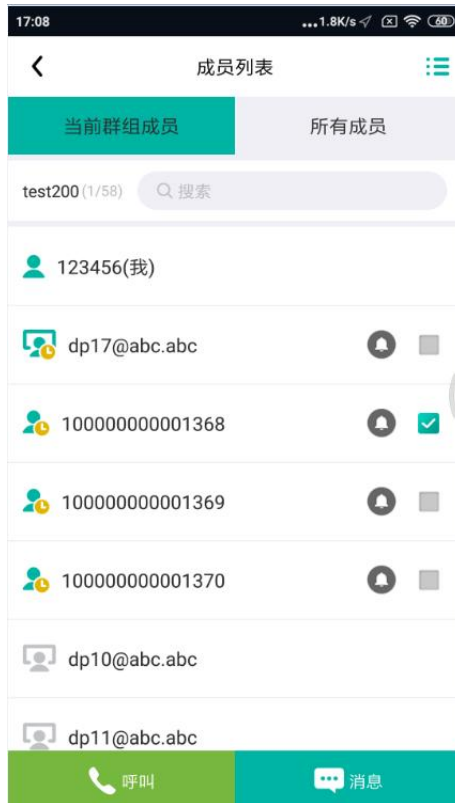 17:08 ...1.8K/s 60
成员列表
当前群组成员 所有成员
test200 (1/58) 搜索
123456(我)
dp17@abc.abc
100000000001368
100000000001369
100000000001370
dp10@abc.abc
dp11@abc.abc
呼叫 消息